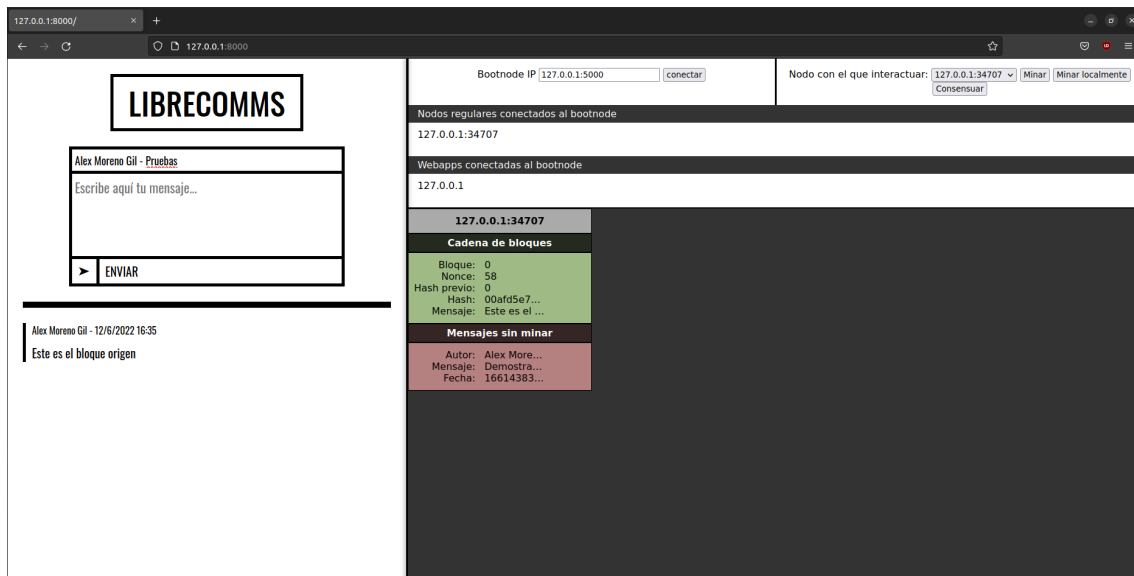 127.0.0.1:8000/
127.0.0.1:8000
LIBRECOMMS
Alex Moreno Gil - Pruebas
Escribe aquí tu mensaje...
➤ ENVIAR
Alex Moreno Gil - 12/6/2022 16:35
Este es el bloque origen
Bootnode IP 127.0.0.1:5000 conectar
Nodo con el que interactuar: 127.0.0.1:34707 Minar Minar localmente
Consensuar
Nodos regulares conectados al bootnode
127.0.0.1:34707
Webapps conectadas al bootnode
127.0.0.1
127.0.0.1:34707
Cadena de bloques
Bloque: 0
Nonce: 58
Hash previo: 0
Hash: 00afd5e7...
Mensaje: Este es el ...
Mensajes sin minar
Autor: Alex More...
Mensaje: Demostra...
Fecha: 16614383...